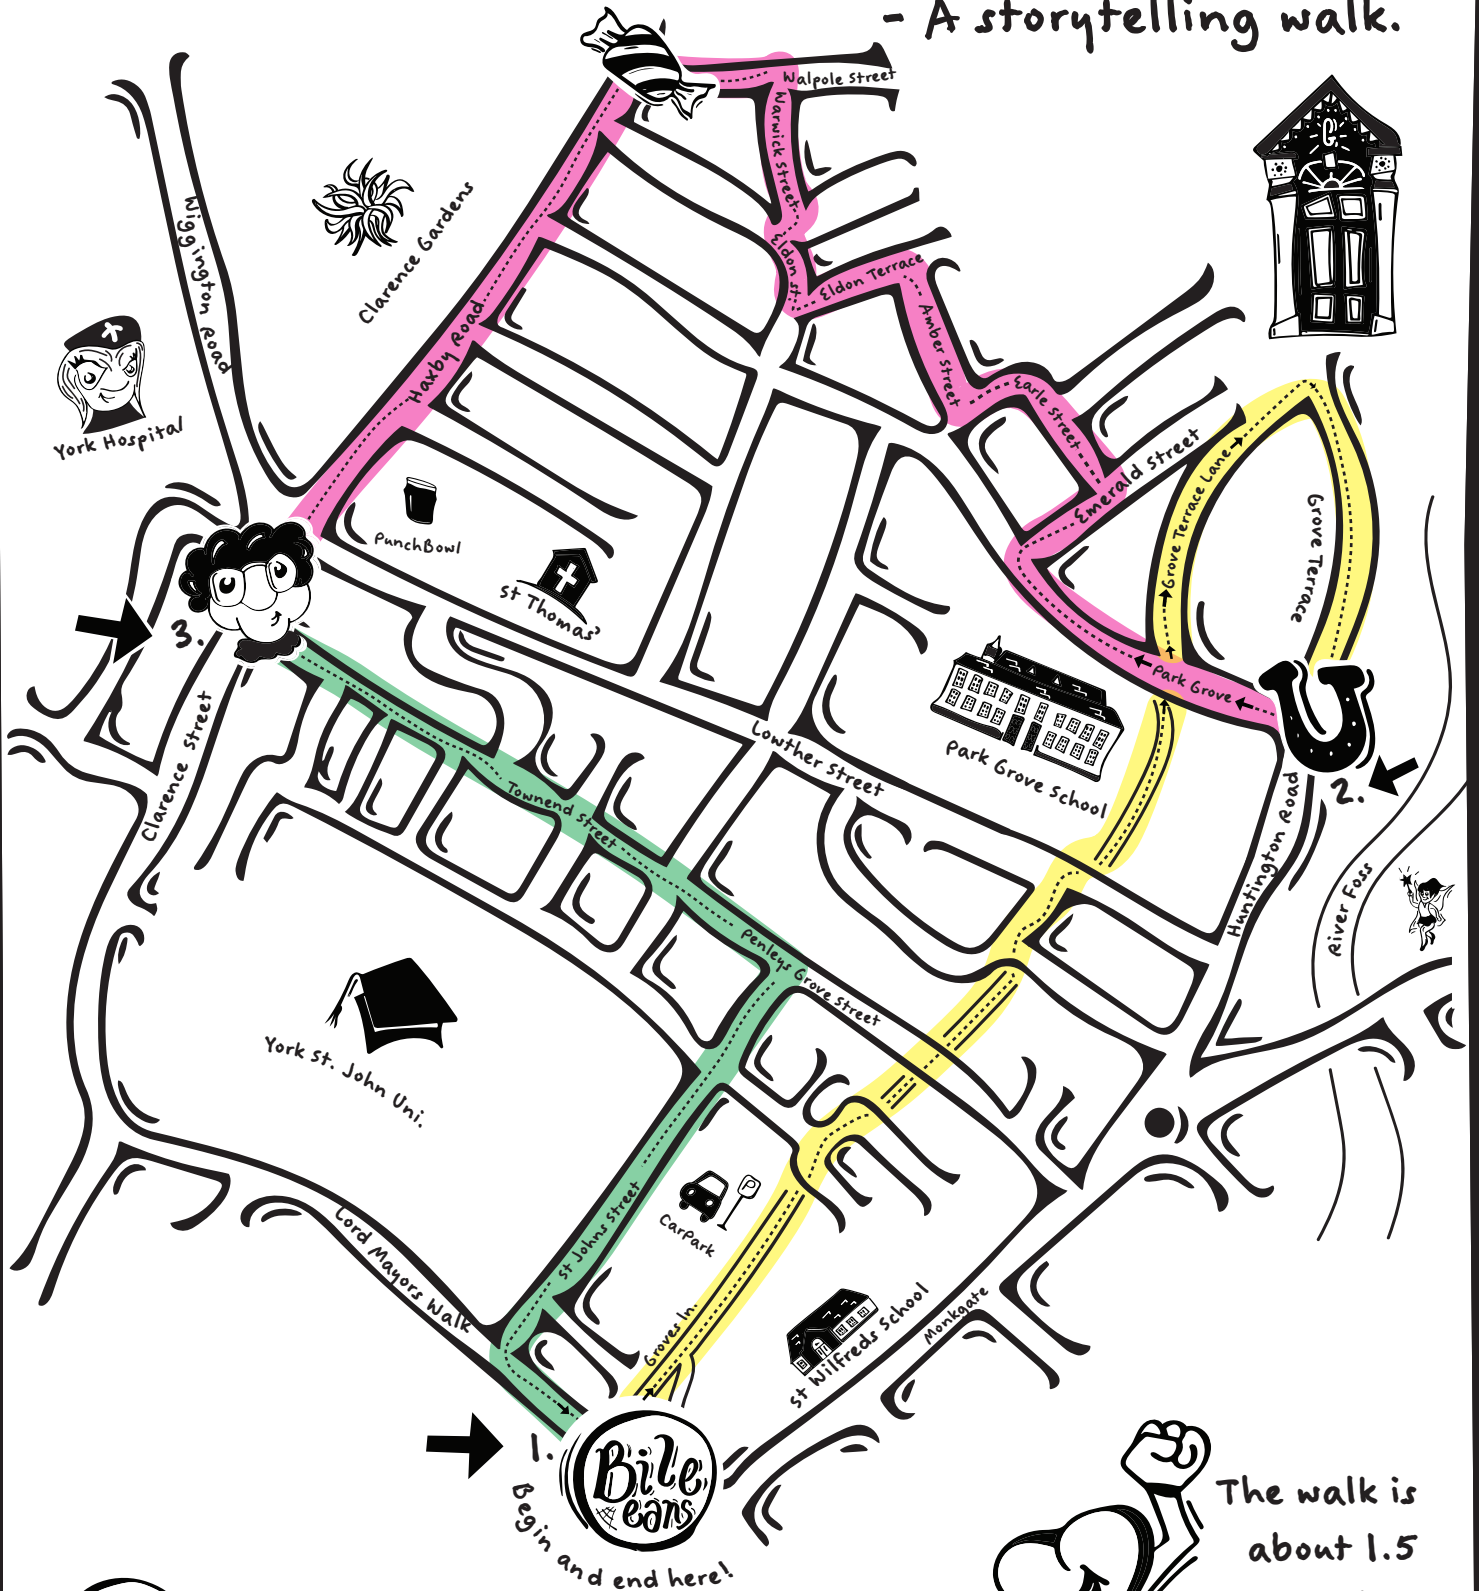 - A storytelling walk.
Walpole Street
Warwick Street
Wiggington Road
Clarence Gardens
Eldon St.
Eldon Terrace
G
Haxby Road
Amber Street
Earle Street
York Hospital
Emerald Street
Grove Terrace Lane
Grove Terrace
PunchBowl
St Thomas'
3.
Park Grove
Park Grove School
Clarence Street
Lowther Street
2.
Townend Street
Huntington Road
River Foss
Penleys Grove Street
York St. John Uni.
P
CarPark
St Johns Street
Lord Mayors Walk
Groves ln.
St Wilfreds School
Monkgate
1.
Bile
eans
Begin and end here!
The walk is
about 1.5